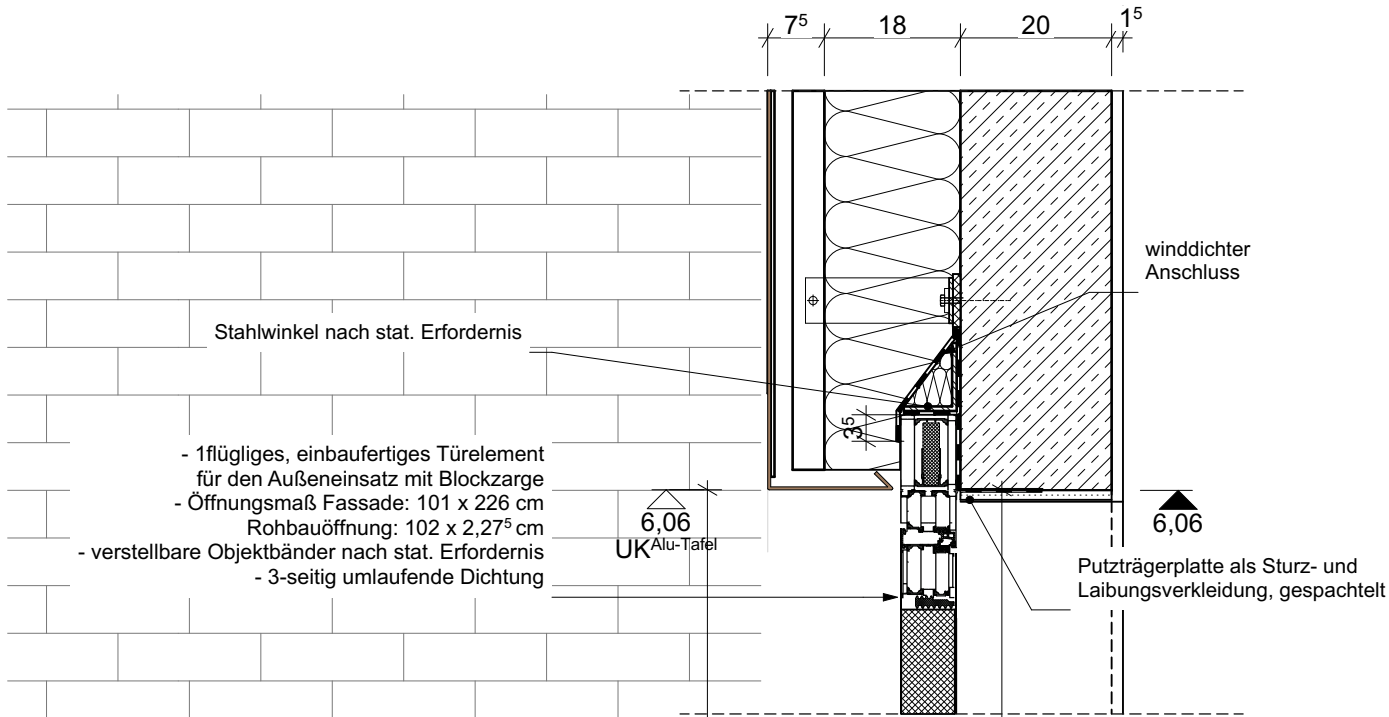 7⁵ 18 20 1⁵
winddichter
Anschluss
Stahlwinkel nach stat. Erfordernis
3⁵
- 1flügliges, einbaufertiges Türelement
für den Außeneinsatz mit Blockzarge
- Öffnungsmaß Fassade: 101 x 226 cm
Rohbauöffnung: 102 x 2,27⁵ cm
- verstellbare Objektbänder nach stat. Erfordernis
- 3-seitig umlaufende Dichtung
6,06
UK Alu-Tafel
6,06
Putzträgerplatte als Sturz- und
Laibungsverkleidung, gespachtelt